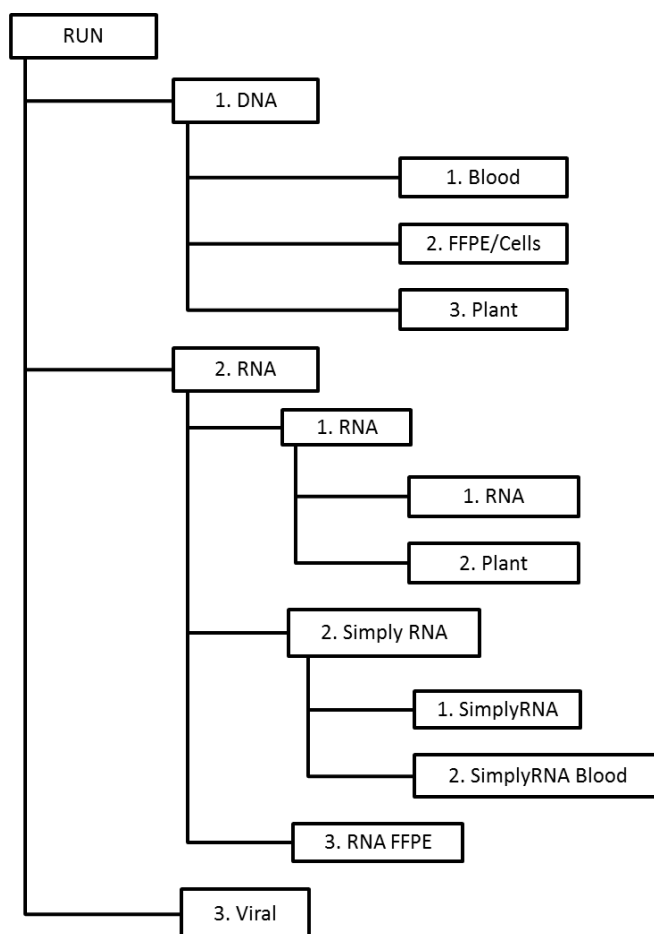 RUN
1. DNA
1. Blood
2. FFPE/Cells
3. Plant
2. RNA
1. RNA
1. RNA
2. Plant
2. Simply RNA
1. SimplyRNA
2. SimplyRNA Blood
3. RNA FFPE
3. Viral